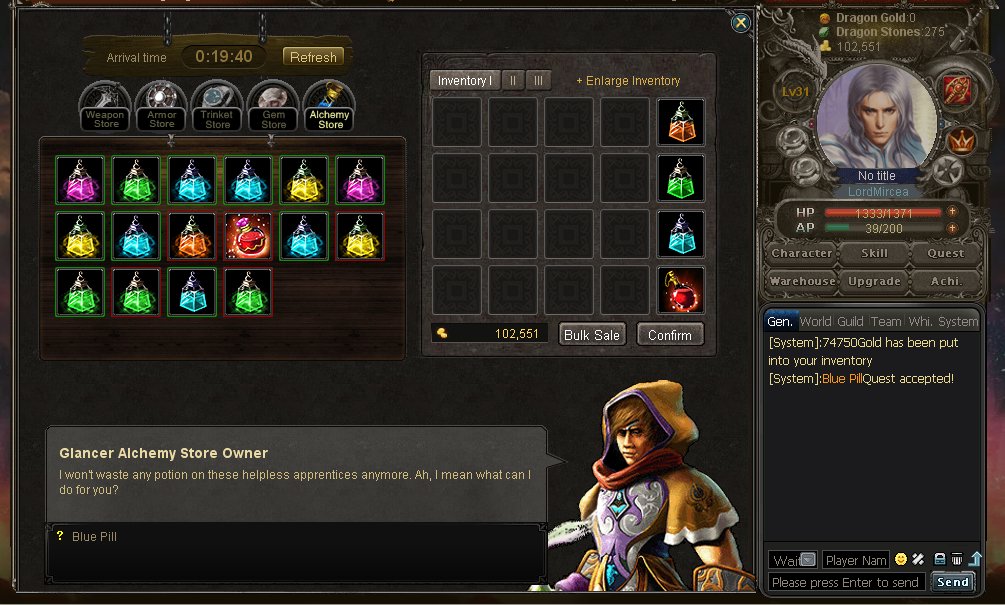 Arrival time 0:19:40 Refresh
Weapon
Store
Armor
Store
Trinket
Store
Gem
Store
Alchemy
Store
Inventory I II III + Enlarge Inventory
102,551 Bulk Sale Confirm
Glancer Alchemy Store Owner
I won't waste any potion on these helpless apprentices anymore. Ah, I mean what can I
do for you?
? Blue Pill
Dragon Gold:0
Dragon Stones:275
102,551
Lv31
No title
LordMircea
HP 1333/1371 +
AP 39/200 +
Character Skill Quest
Warehouse Upgrade Achi.
Gen. World Guild Team Whi. System
[System]:74750Gold has been put
into your inventory
[System]:Blue PillQuest accepted!
Wait Player Nam
Please press Enter to send Send